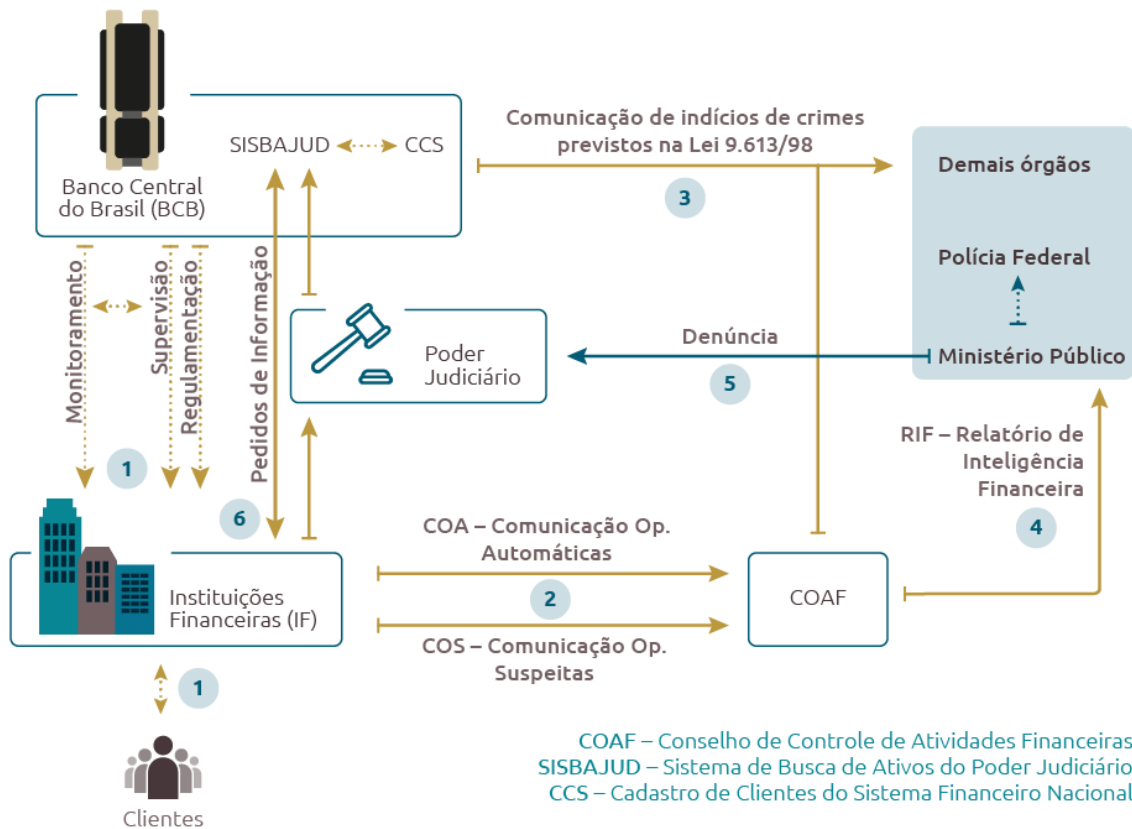 SISBAJUD
CCS
Banco Central
do Brasil (BCB)
Comunicação de indícios de crimes
previstos na Lei 9.613/98
3
Demais órgãos
Polícia Federal
Ministério Público
Monitoramento
Supervisão
Regulamentação
Pedidos de Informação
Poder
Judiciário
Denúncia
5
1
6
RIF – Relatório de
Inteligência
Financeira
4
Instituições
Financeiras (IF)
COA – Comunicação Op.
Automáticas
2
COS – Comunicação Op.
Suspeitas
COAF
1
Clientes
COAF – Conselho de Controle de Atividades Financeiras
SISBAJUD – Sistema de Busca de Ativos do Poder Judiciário
CCS – Cadastro de Clientes do Sistema Financeiro Nacional